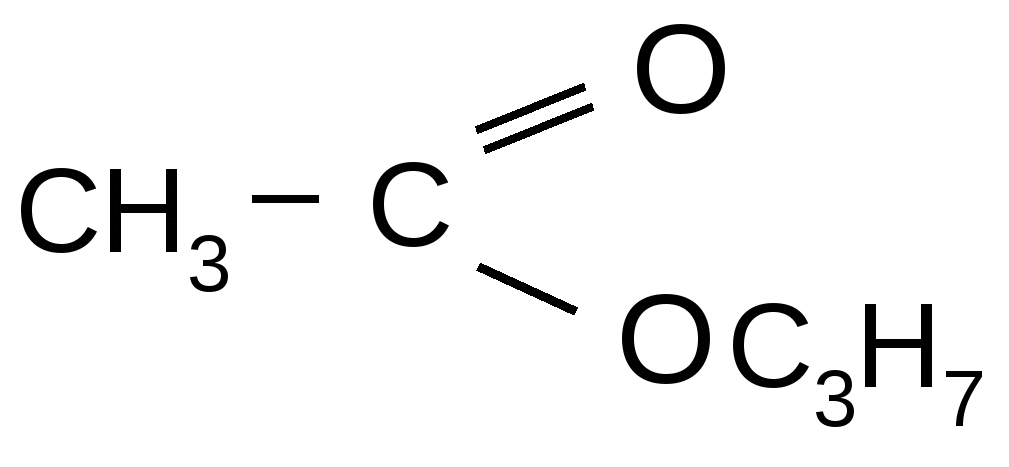 O
CH₃ — C
OC₃H₇